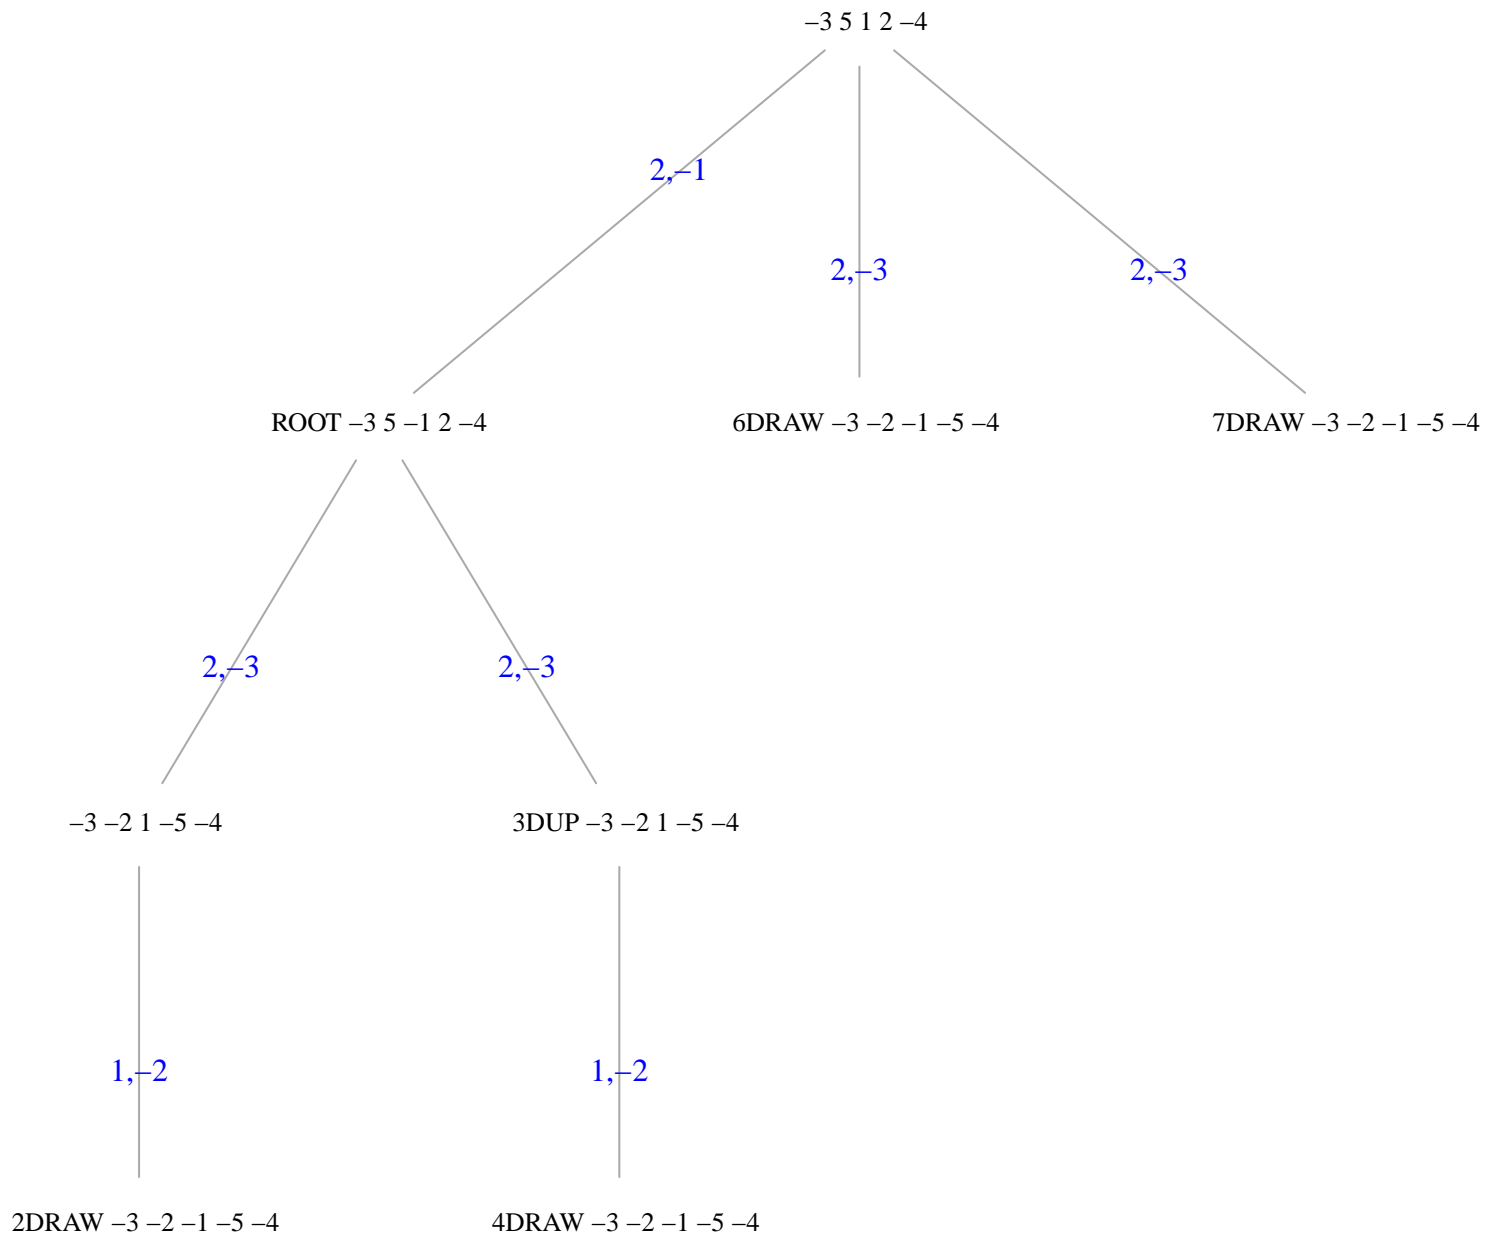 –3 5 1 2 –4
2,–1
2,–3
2,–3
ROOT –3 5 –1 2 –4
6DRAW –3 –2 –1 –5 –4
7DRAW –3 –2 –1 –5 –4
2,–3
2,–3
–3 –2 1 –5 –4
3DUP –3 –2 1 –5 –4
1,–2
1,–2
2DRAW –3 –2 –1 –5 –4
4DRAW –3 –2 –1 –5 –4